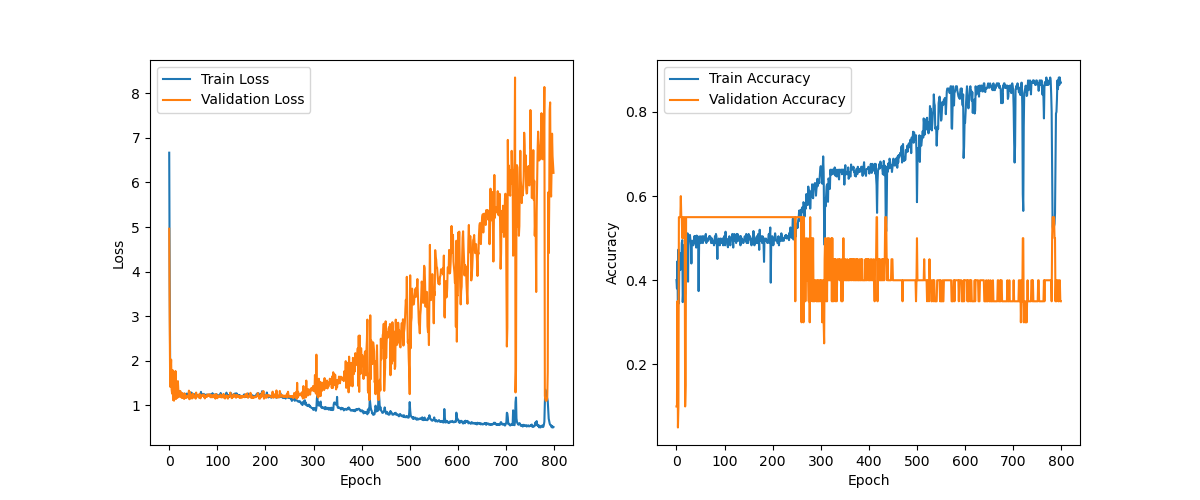 Train Loss
Validation Loss
Loss
8
7
6
5
4
3
2
1
0 100 200 300 400 500 600 700 800
Epoch
Train Accuracy
Validation Accuracy
Accuracy
0.8
0.6
0.4
0.2
0 100 200 300 400 500 600 700 800
Epoch